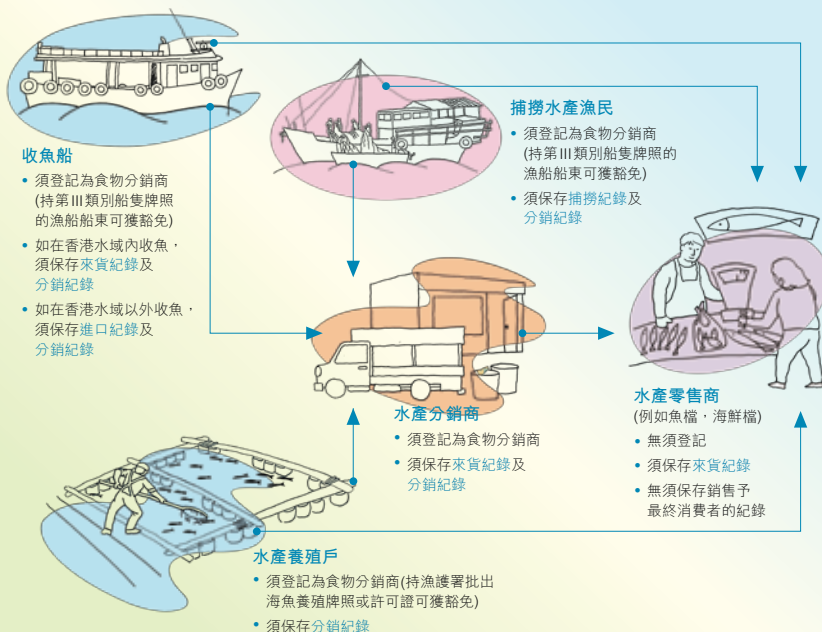 收魚船
• 須登記為食物分銷商
(持第III類別船隻牌照
的漁船船東可獲豁免)
• 如在香港水域內收魚，
須保存來貨紀錄及
分銷紀錄
• 如在香港水域以外收魚，
須保存進口紀錄及
分銷紀錄
捕撈水產漁民
• 須登記為食物分銷商
(持第III類別船隻牌照的
漁船船東可獲豁免)
• 須保存捕撈紀錄及
分銷紀錄
水產分銷商
• 須登記為食物分銷商
• 須保存來貨紀錄及
分銷紀錄
水產零售商
(例如魚檔，海鮮檔)
• 無須登記
• 須保存來貨紀錄
• 無須保存銷售予
最終消費者的紀錄
水產養殖戶
• 須登記為食物分銷商(持漁護署批出
海魚養殖牌照或許可證可獲豁免)
• 須保存分銷紀錄